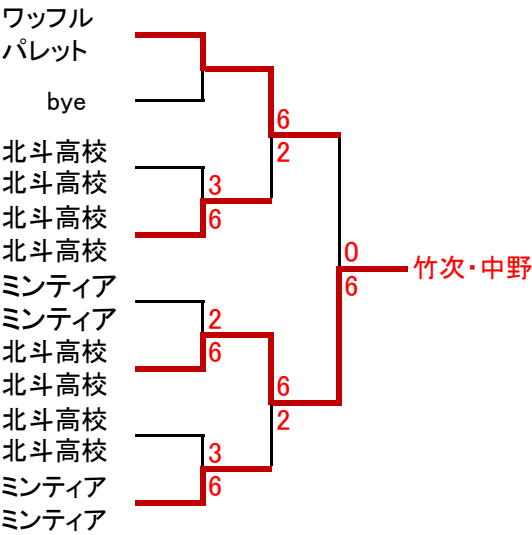 ワッフル
パレット
bye
北斗高校
北斗高校
北斗高校
北斗高校
ミンティア
ミンティア
北斗高校
北斗高校
北斗高校
北斗高校
ミンティア
ミンティア
3
6
2
6
3
6
6
2
6
2
0
6
竹次・中野